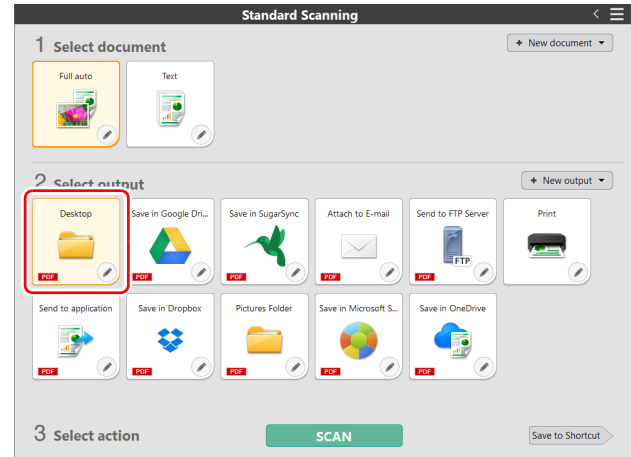 Standard Scanning
1 Select document
+ New document
Full auto
Text
2 Select output
+ New output
Desktop
Save in Google Dri...
Save in SugarSync
Attach to E-mail
Send to FTP Server
Print
PDF
PDF
PDF
PDF
FTP
PDF
Send to application
Save in Dropbox
Pictures Folder
Save in Microsoft S...
Save in OneDrive
PDF
PDF
PDF
PDF
PDF
3 Select action
SCAN
Save to Shortcut